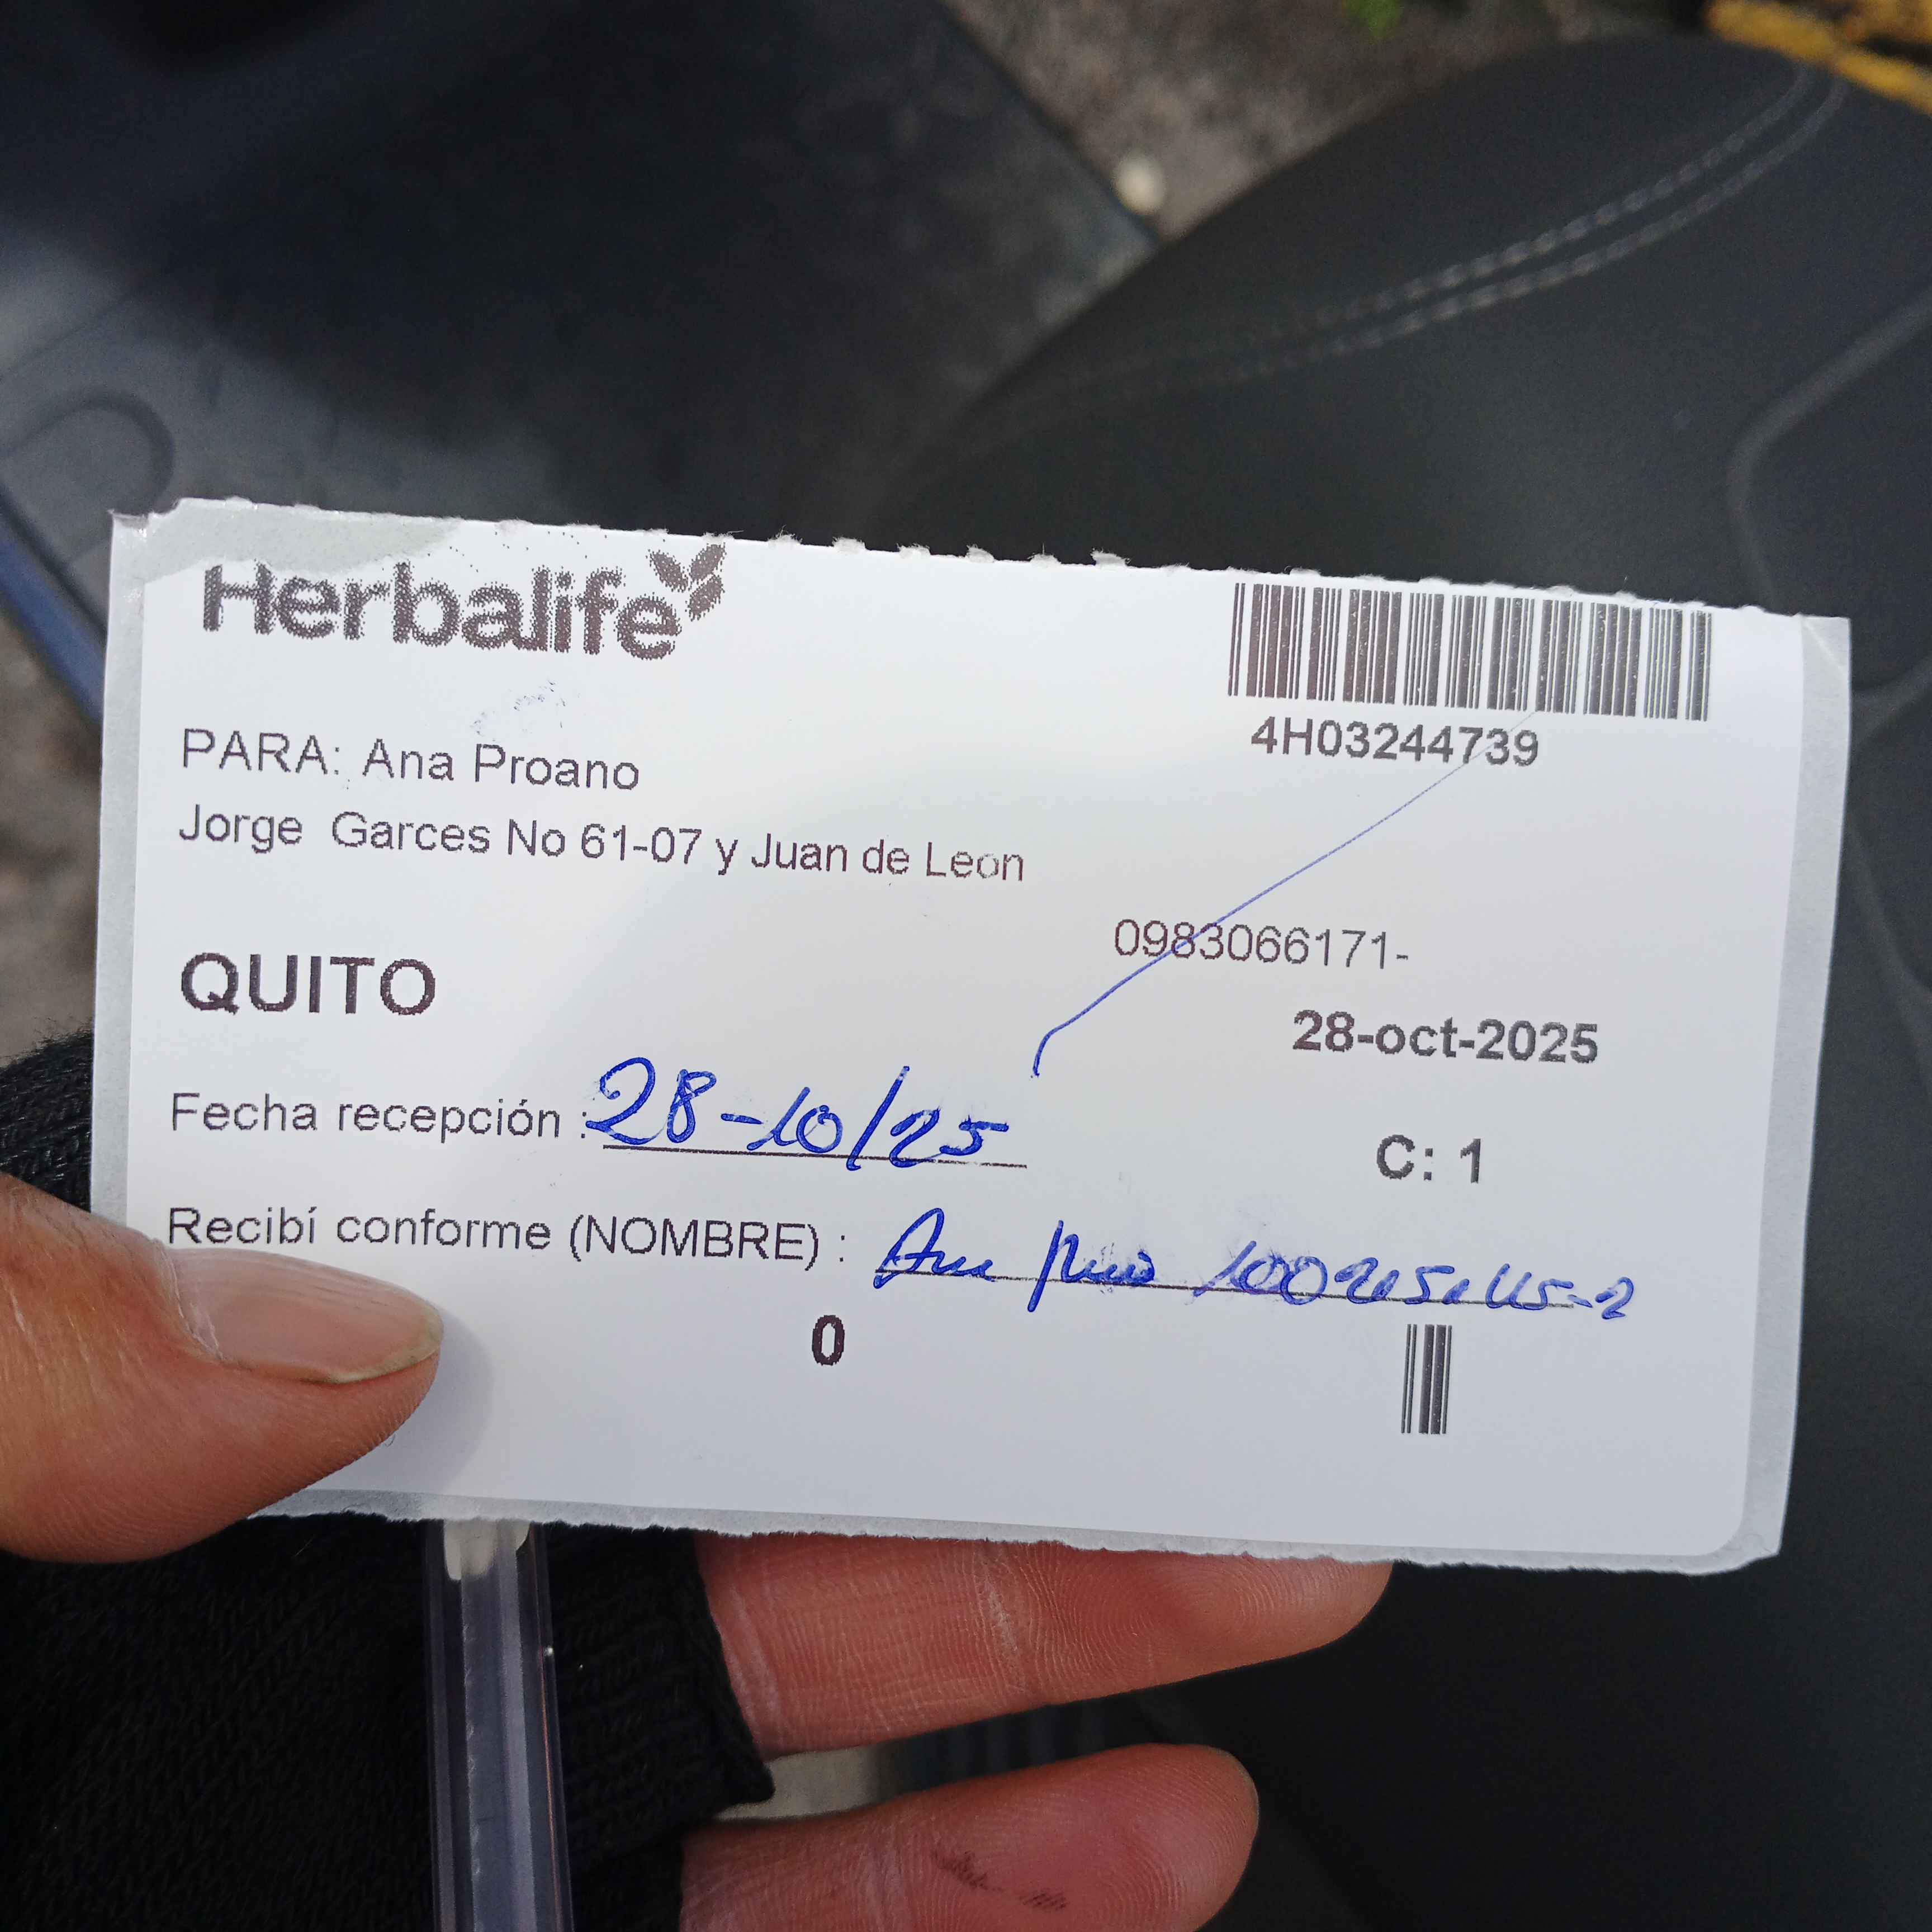 Herbalife
4H03244739
PARA: Ana Proano
Jorge Garces No 61-07 y Juan de Leon
0983066171-
QUITO
28-oct-2025
Fecha recepción : 28-10/25
C: 1
Recibí conforme (NOMBRE) : Ana
0